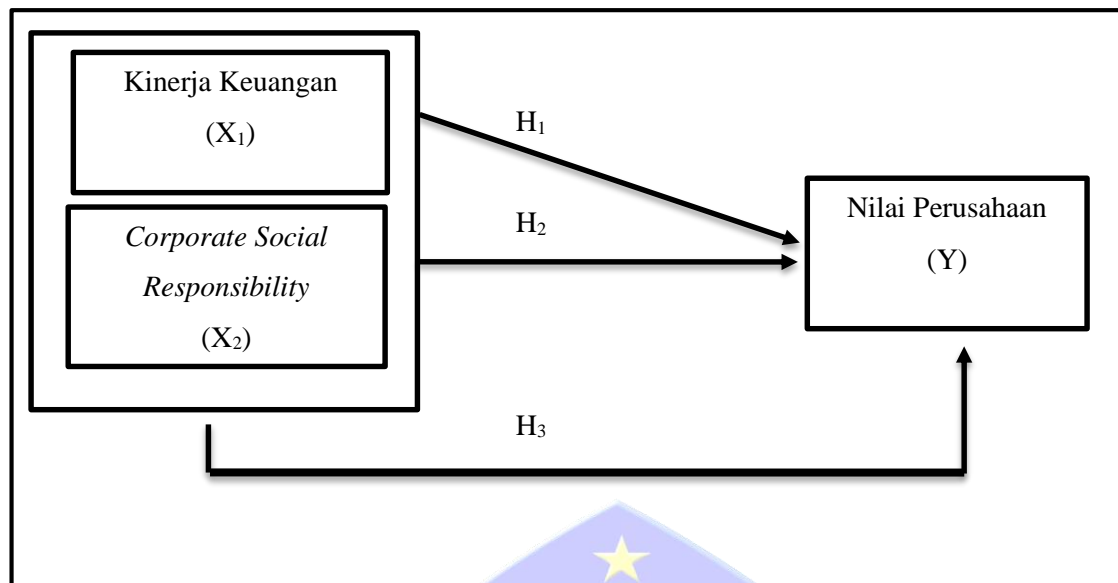 Kinerja Keuangan
(X₁)
Corporate Social
Responsibility
(X₂)
H₁
H₂
H₃
Nilai Perusahaan
(Y)